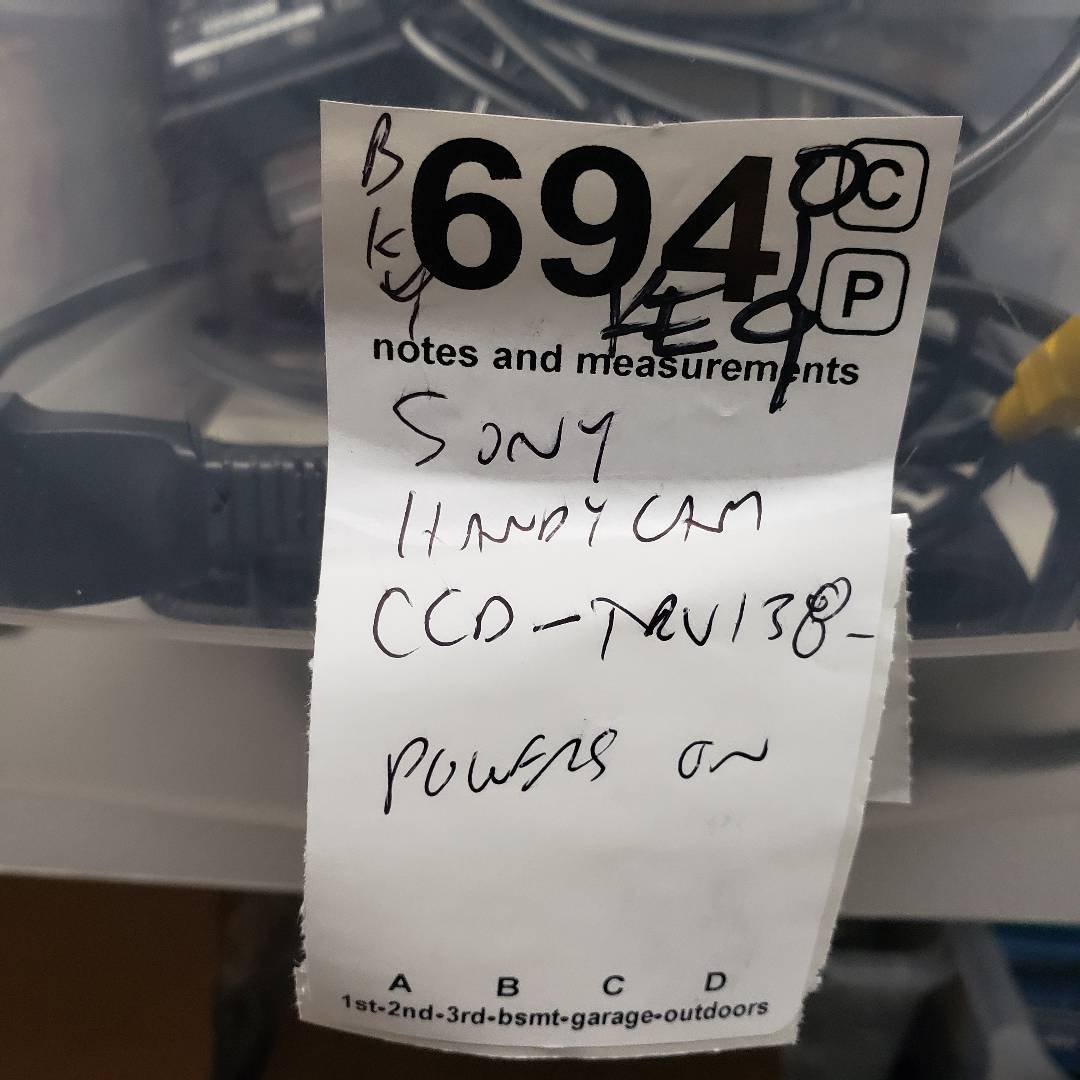 694
C
P
notes and measurements
SONY
HANDYCAM
CCD-TRV138-
POWERS ON
A B C D
1st-2nd-3rd-bsmt-garage-outdoors